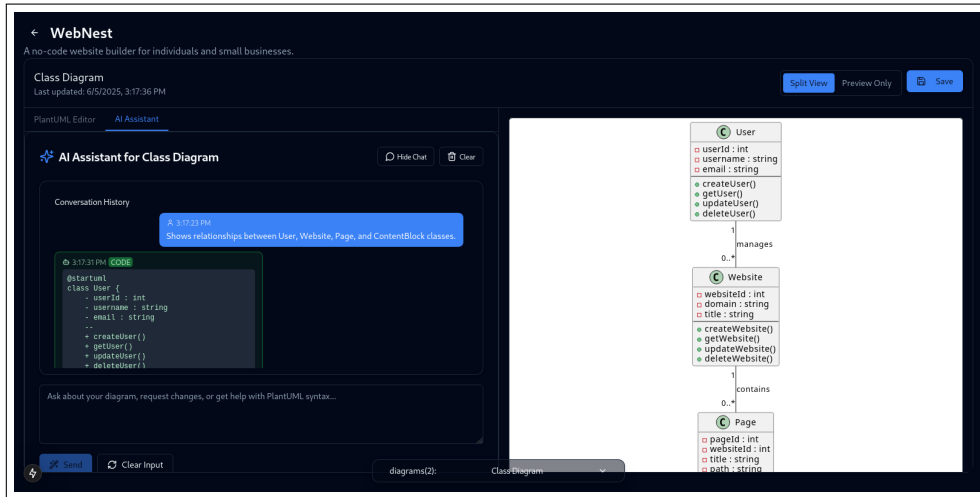 ← WebNest
A no-code website builder for individuals and small businesses.
Class Diagram
Last updated: 6/5/2025, 3:17:36 PM
Split View
Preview Only
Save
PlantUML Editor
AI Assistant
AI Assistant for Class Diagram
Hide Chat
Clear
Conversation History
3:17:23 PM
Shows relationships between User, Website, Page, and ContentBlock classes.
3:17:31 PM CODE
@startuml
class User {
- userId : int
- username : string
- email : string
--
+ createUser()
+ getUser()
+ updateUser()
+ deleteUser()
Ask about your diagram, request changes, or get help with PlantUML syntax...
Send
Clear Input
diagrams(2):
Class Diagram
C User
userId : int
username : string
email : string
createUser()
getUser()
updateUser()
deleteUser()
1
manages
0..*
C Website
websiteId : int
domain : string
title : string
createWebsite()
getWebsite()
updateWebsite()
deleteWebsite()
1
contains
0..*
C Page
pageId : int
websiteId : int
title : string
path : string